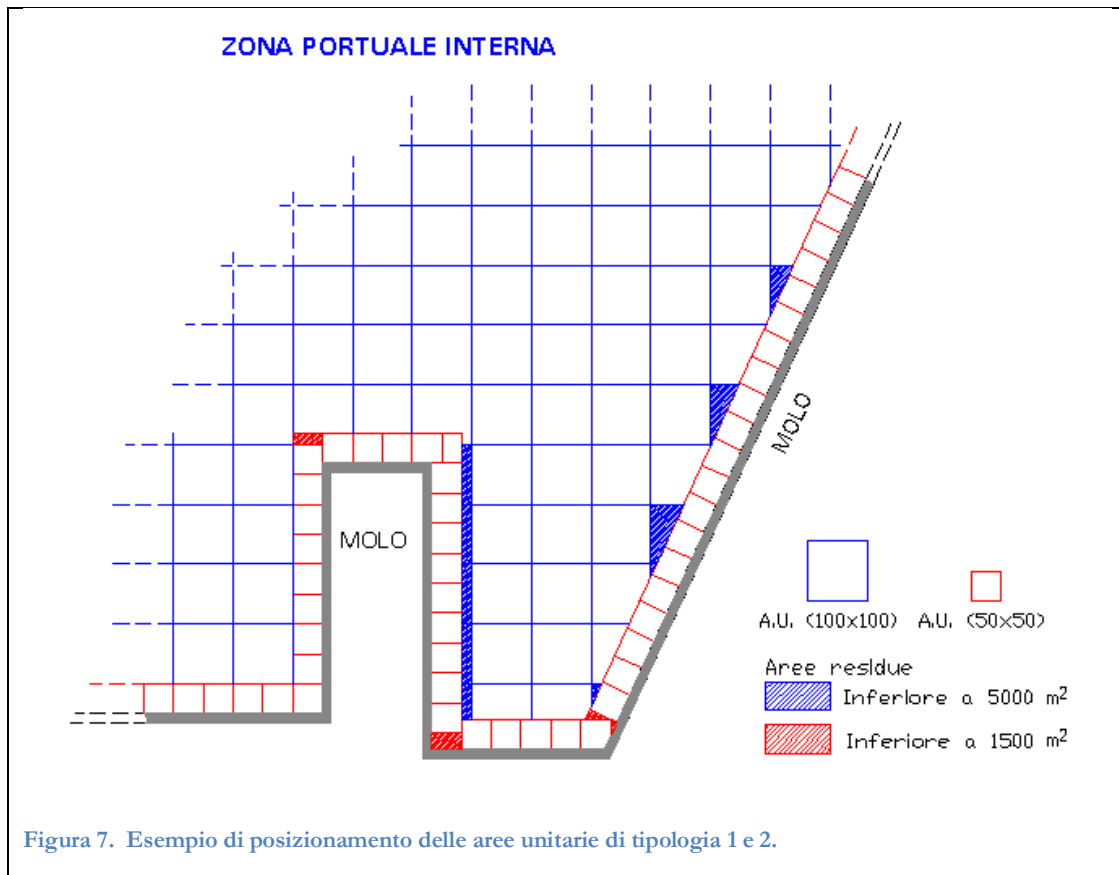 ZONA PORTUALE INTERNA
MOLO
MOLO
A.U. (100x100) A.U. (50x50)
Aree residue
Inferiore a 5000 m²
Inferiore a 1500 m²
Figura 7. Esempio di posizionamento delle aree unitarie di tipologia 1 e 2.